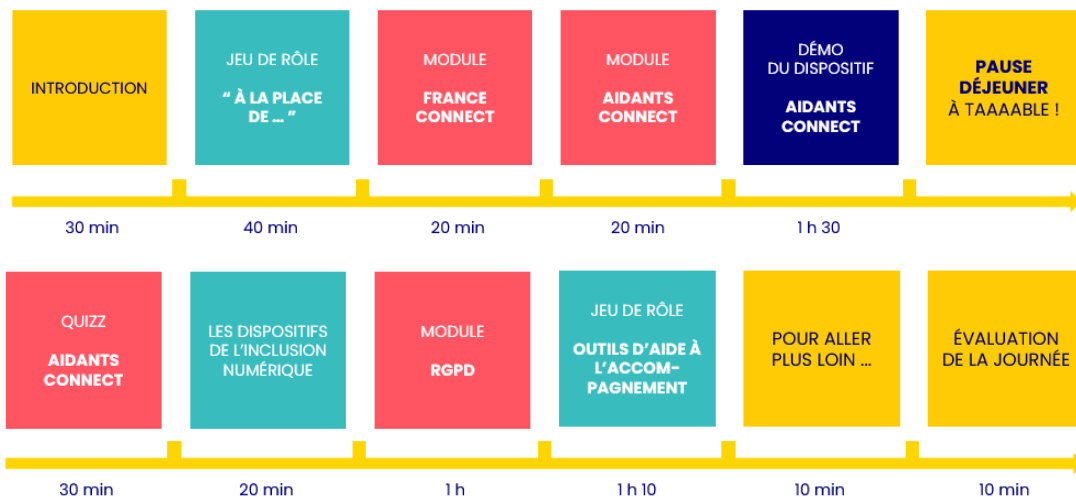 INTRODUCTION
JEU DE RÔLE
“ À LA PLACE
DE ... ”
MODULE
FRANCE
CONNECT
MODULE
AIDANTS
CONNECT
DÉMO
DU DISPOSITIF
AIDANTS
CONNECT
PAUSE
DÉJEUNER
À TAAAABLE !
30 min
40 min
20 min
20 min
1 h 30
QUIZZ
AIDANTS
CONNECT
LES DISPOSITIFS
DE L’INCLUSION
NUMÉRIQUE
MODULE
RGPD
JEU DE RÔLE
OUTILS D’AIDE À
L’ACCOM-
PAGNEMENT
POUR ALLER
PLUS LOIN ...
ÉVALUATION
DE LA JOURNÉE
30 min
20 min
1 h
1 h 10
10 min
10 min